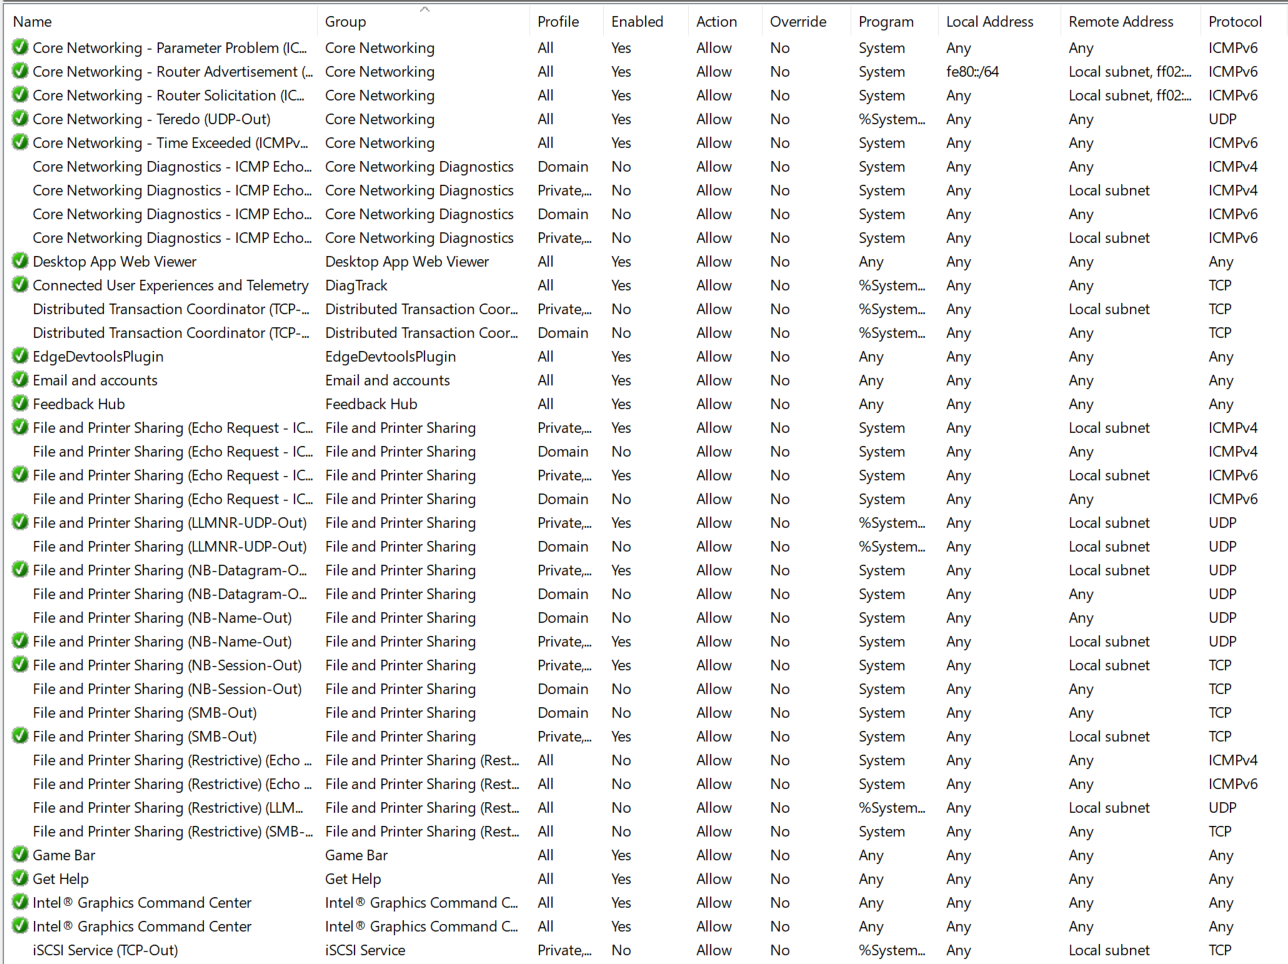 Name Group Profile Enabled Action Override Program Local Address Remote Address Protocol
Core Networking - Parameter Problem (IC... Core Networking All Yes Allow No System Any Any ICMPv6
Core Networking - Router Advertisement (... Core Networking All Yes Allow No System fe80::/64 Local subnet, ff02:... ICMPv6
Core Networking - Router Solicitation (IC... Core Networking All Yes Allow No System Any Local subnet, ff02:... ICMPv6
Core Networking - Teredo (UDP-Out) Core Networking All Yes Allow No %System... Any Any UDP
Core Networking - Time Exceeded (ICMPv... Core Networking All Yes Allow No System Any Any ICMPv6
Core Networking Diagnostics - ICMP Echo... Core Networking Diagnostics Domain No Allow No System Any Any ICMPv4
Core Networking Diagnostics - ICMP Echo... Core Networking Diagnostics Private,... No Allow No System Any Local subnet ICMPv4
Core Networking Diagnostics - ICMP Echo... Core Networking Diagnostics Domain No Allow No System Any Any ICMPv6
Core Networking Diagnostics - ICMP Echo... Core Networking Diagnostics Private,... No Allow No System Any Local subnet ICMPv6
Desktop App Web Viewer Desktop App Web Viewer All Yes Allow No Any Any Any Any
Connected User Experiences and Telemetry DiagTrack All Yes Allow No %System... Any Any TCP
Distributed Transaction Coordinator (TCP-... Distributed Transaction Coor... Private,... No Allow No %System... Any Local subnet TCP
Distributed Transaction Coordinator (TCP-... Distributed Transaction Coor... Domain No Allow No %System... Any Any TCP
EdgeDevtoolsPlugin EdgeDevtoolsPlugin All Yes Allow No Any Any Any Any
Email and accounts Email and accounts All Yes Allow No Any Any Any Any
Feedback Hub Feedback Hub All Yes Allow No Any Any Any Any
File and Printer Sharing (Echo Request - IC... File and Printer Sharing Private,... Yes Allow No System Any Local subnet ICMPv4
File and Printer Sharing (Echo Request - IC... File and Printer Sharing Domain No Allow No System Any Any ICMPv4
File and Printer Sharing (Echo Request - IC... File and Printer Sharing Private,... Yes Allow No System Any Local subnet ICMPv6
File and Printer Sharing (Echo Request - IC... File and Printer Sharing Domain No Allow No System Any Any ICMPv6
File and Printer Sharing (LLMNR-UDP-Out) File and Printer Sharing Private,... Yes Allow No %System... Any Local subnet UDP
File and Printer Sharing (LLMNR-UDP-Out) File and Printer Sharing Domain No Allow No %System... Any Local subnet UDP
File and Printer Sharing (NB-Datagram-O... File and Printer Sharing Private,... Yes Allow No System Any Local subnet UDP
File and Printer Sharing (NB-Datagram-O... File and Printer Sharing Domain No Allow No System Any Any UDP
File and Printer Sharing (NB-Name-Out) File and Printer Sharing Domain No Allow No System Any Any UDP
File and Printer Sharing (NB-Name-Out) File and Printer Sharing Private,... Yes Allow No System Any Local subnet UDP
File and Printer Sharing (NB-Session-Out) File and Printer Sharing Private,... Yes Allow No System Any Local subnet TCP
File and Printer Sharing (NB-Session-Out) File and Printer Sharing Domain No Allow No System Any Any TCP
File and Printer Sharing (SMB-Out) File and Printer Sharing Domain No Allow No System Any Any TCP
File and Printer Sharing (SMB-Out) File and Printer Sharing Private,... Yes Allow No System Any Local subnet TCP
File and Printer Sharing (Restrictive) (Echo ... File and Printer Sharing (Rest... All No Allow No System Any Any ICMPv4
File and Printer Sharing (Restrictive) (Echo ... File and Printer Sharing (Rest... All No Allow No System Any Any ICMPv6
File and Printer Sharing (Restrictive) (LLM... File and Printer Sharing (Rest... All No Allow No %System... Any Local subnet UDP
File and Printer Sharing (Restrictive) (SMB-... File and Printer Sharing (Rest... All No Allow No System Any Any TCP
Game Bar Game Bar All Yes Allow No Any Any Any Any
Get Help Get Help All Yes Allow No Any Any Any Any
Intel® Graphics Command Center Intel® Graphics Command C... All Yes Allow No Any Any Any Any
Intel® Graphics Command Center Intel® Graphics Command C... All Yes Allow No Any Any Any Any
iSCSI Service (TCP-Out) iSCSI Service Private,... No Allow No %System... Any Local subnet TCP